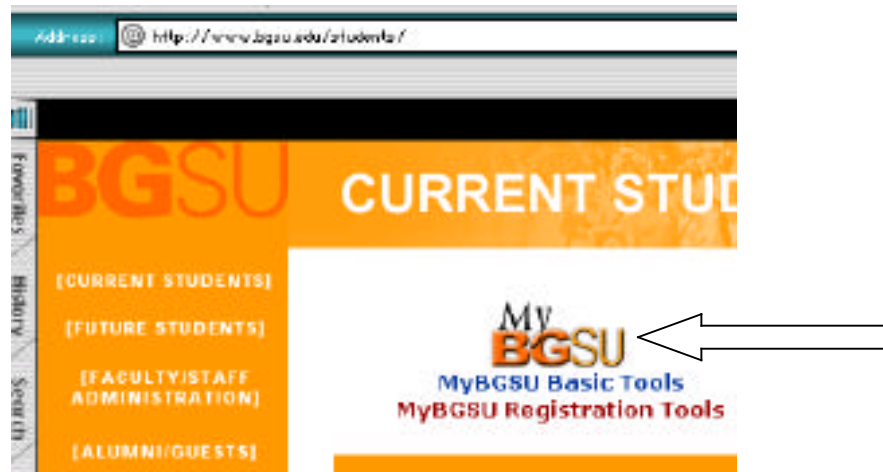 Address: http://www.bgsu.edu/students/
Favorites
History
Search
BGSU
CURRENT STUD
[CURRENT STUDENTS]
[FUTURE STUDENTS]
[FACULTY/STAFF
ADMINISTRATION]
[ALUMNI/GUESTS]
My
BGSU
MyBGSU Basic Tools
MyBGSU Registration Tools